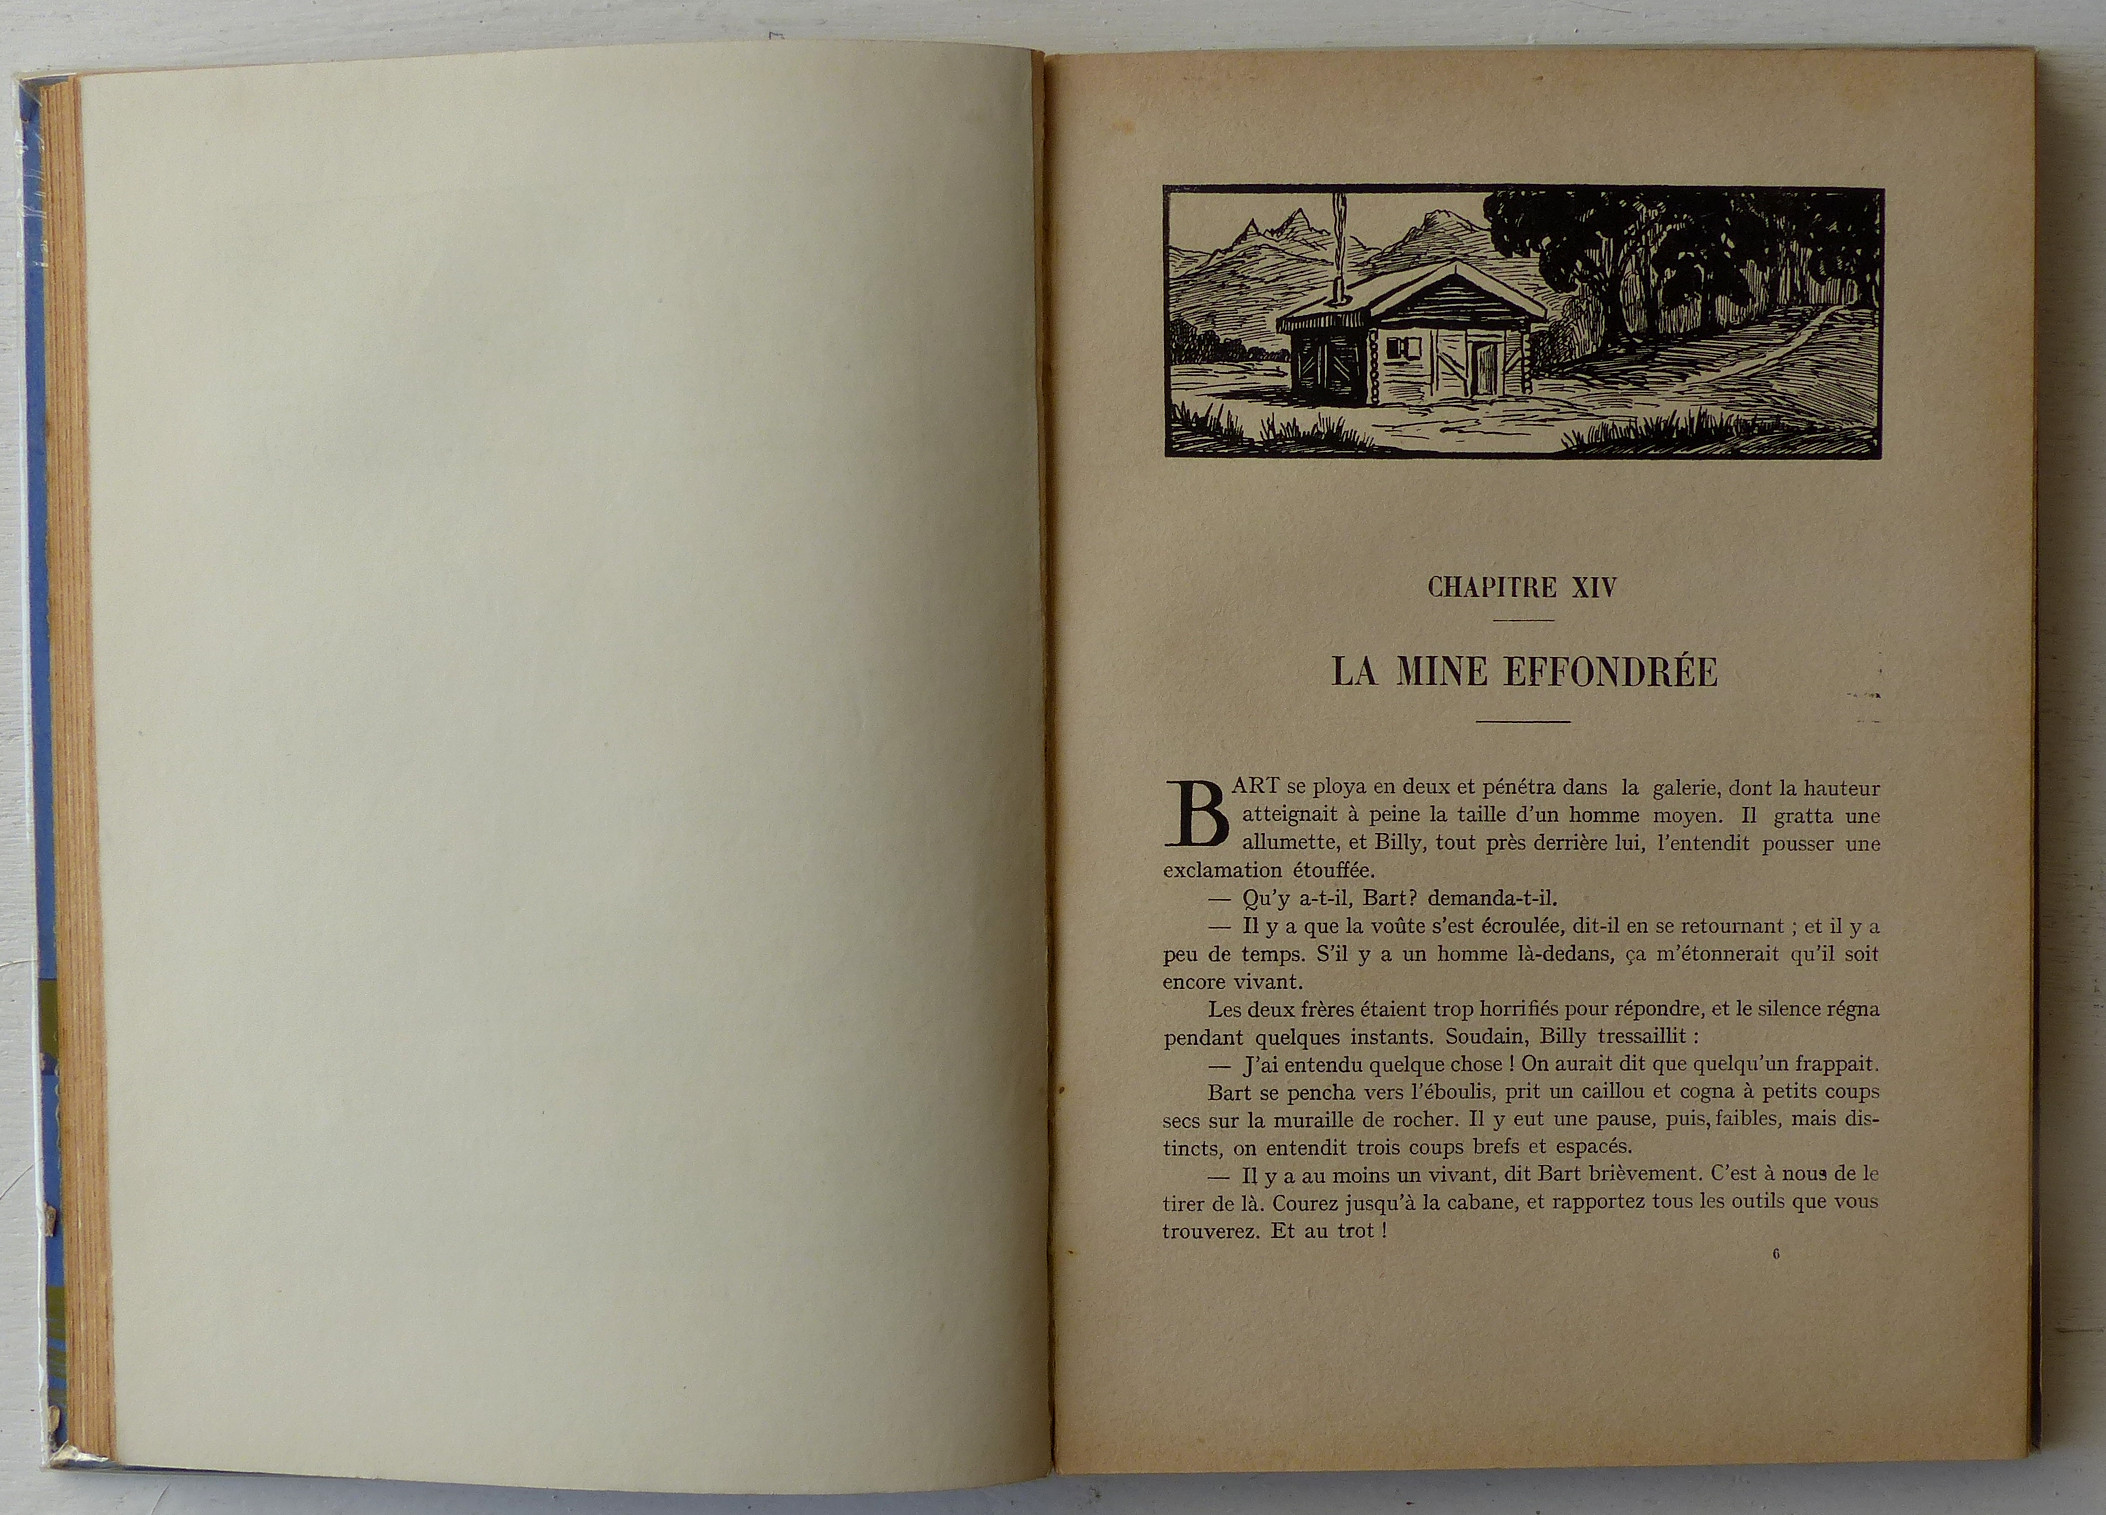 CHAPITRE XIV
LA MINE EFFONDRÉE
BART se ploya en deux et pénétra dans la galerie, dont la hauteur
atteignait à peine la taille d'un homme moyen. Il gratta une
allumette, et Billy, tout près derrière lui, l'entendit pousser une
exclamation étouffée.
— Qu'y a-t-il, Bart? demanda-t-il.
— Il y a que la voûte s'est écroulée, dit-il en se retournant ; et il y a
peu de temps. S'il y a un homme là-dedans, ça m'étonnerait qu'il soit
encore vivant.
Les deux frères étaient trop horrifiés pour répondre, et le silence régna
pendant quelques instants. Soudain, Billy tressaillit :
— J'ai entendu quelque chose ! On aurait dit que quelqu'un frappait.
Bart se pencha vers l'éboulis, prit un caillou et cogna à petits coups
secs sur la muraille de rocher. Il y eut une pause, puis, faibles, mais dis-
tincts, on entendit trois coups brefs et espacés.
— Il y a au moins un vivant, dit Bart brièvement. C'est à nous de le
tirer de là. Courez jusqu'à la cabane, et rapportez tous les outils que vous
trouverez. Et au trot !
6